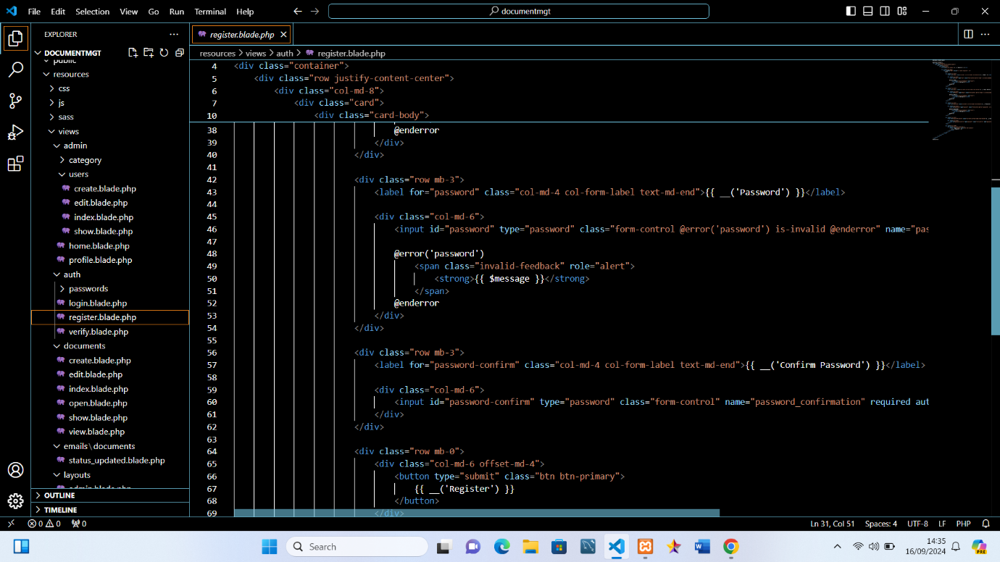 File Edit Selection View Go Run Terminal Help
documentmgt
EXPLORER
DOCUMENTMGT
public
resources
css
js
sass
views
admin
category
users
create.blade.php
edit.blade.php
index.blade.php
show.blade.php
home.blade.php
profile.blade.php
auth
passwords
login.blade.php
register.blade.php
verify.blade.php
documents
create.blade.php
edit.blade.php
index.blade.php
open.blade.php
show.blade.php
view.blade.php
emails\documents
status_updated.blade.php
layouts
admin.blade.php
OUTLINE
TIMELINE
register.blade.php
resources > views > auth > register.blade.php
4 <div class="container">
5 <div class="row justify-content-center">
6 <div class="col-md-8">
7 <div class="card">
10 <div class="card-body">
38 @enderror
39 </div>
40 </div>
41
42 <div class="row mb-3">
43 <label for="password" class="col-md-4 col-form-label text-md-end">{{ __('Password') }}</label>
44
45 <div class="col-md-6">
46 <input id="password" type="password" class="form-control @error('password') is-invalid @enderror" name="pas
47
48 @error('password')
49 <span class="invalid-feedback" role="alert">
50 <strong>{{ $message }}</strong>
51 </span>
52 @enderror
53 </div>
54 </div>
55
56 <div class="row mb-3">
57 <label for="password-confirm" class="col-md-4 col-form-label text-md-end">{{ __('Confirm Password') }}</label>
58
59 <div class="col-md-6">
60 <input id="password-confirm" type="password" class="form-control" name="password_confirmation" required aut
61 </div>
62 </div>
63
64 <div class="row mb-0">
65 <div class="col-md-6 offset-md-4">
66 <button type="submit" class="btn btn-primary">
67 {{ __('Register') }}
68 </button>
69 </div>
0 0 0
Ln 31, Col 51 Spaces: 4 UTF-8 LF PHP
Search
14:35
16/09/2024
PRE